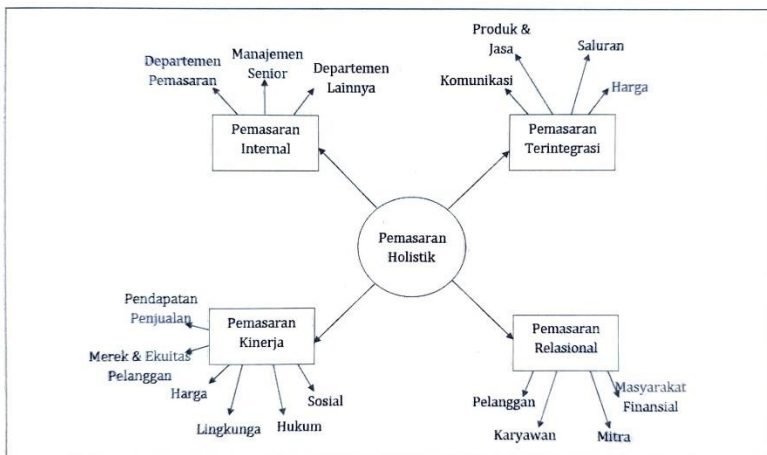 Departemen
Pemasaran
Manajemen
Senior
Departemen
Lainnya
Pemasaran
Internal
Produk &
Jasa
Saluran
Komunikasi
Harga
Pemasaran
Terintegrasi
Pemasaran
Holistik
Pendapatan
Penjualan
Pemasaran
Kinerja
Merek & Ekuitas
Pelanggan
Harga
Lingkunga
Hukum
Sosial
Pemasaran
Relasional
Pelanggan
Karyawan
Mitra
Masyarakat
Finansial